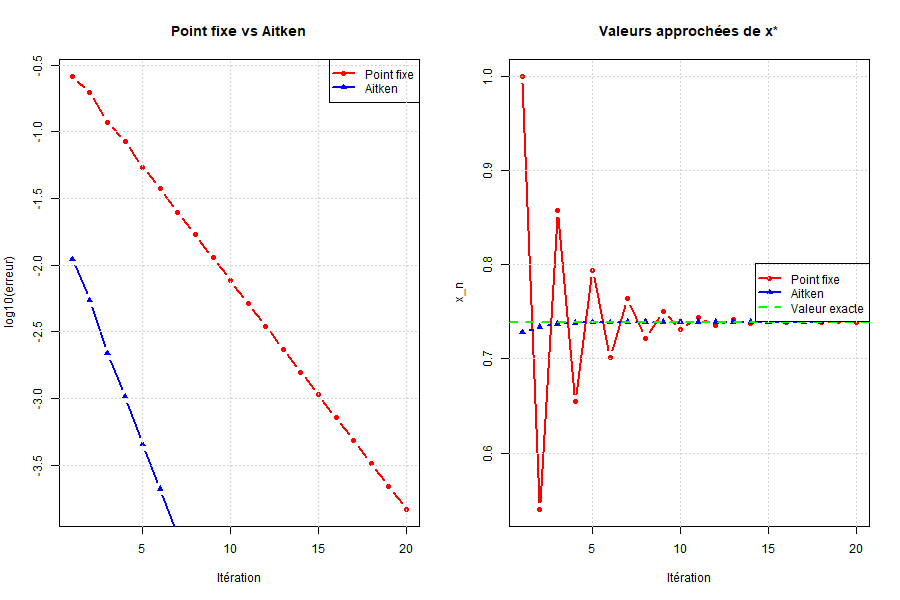 Point fixe vs Aitken
-0.5
-1.0
-1.5
-2.0
-2.5
-3.0
-3.5
log10(erreur)
Point fixe
Aitken
5
10
15
20
Itération
Valeurs approchées de x*
1.0
0.9
0.8
0.7
0.6
x_n
Point fixe
Aitken
Valeur exacte
5
10
15
20
Itération